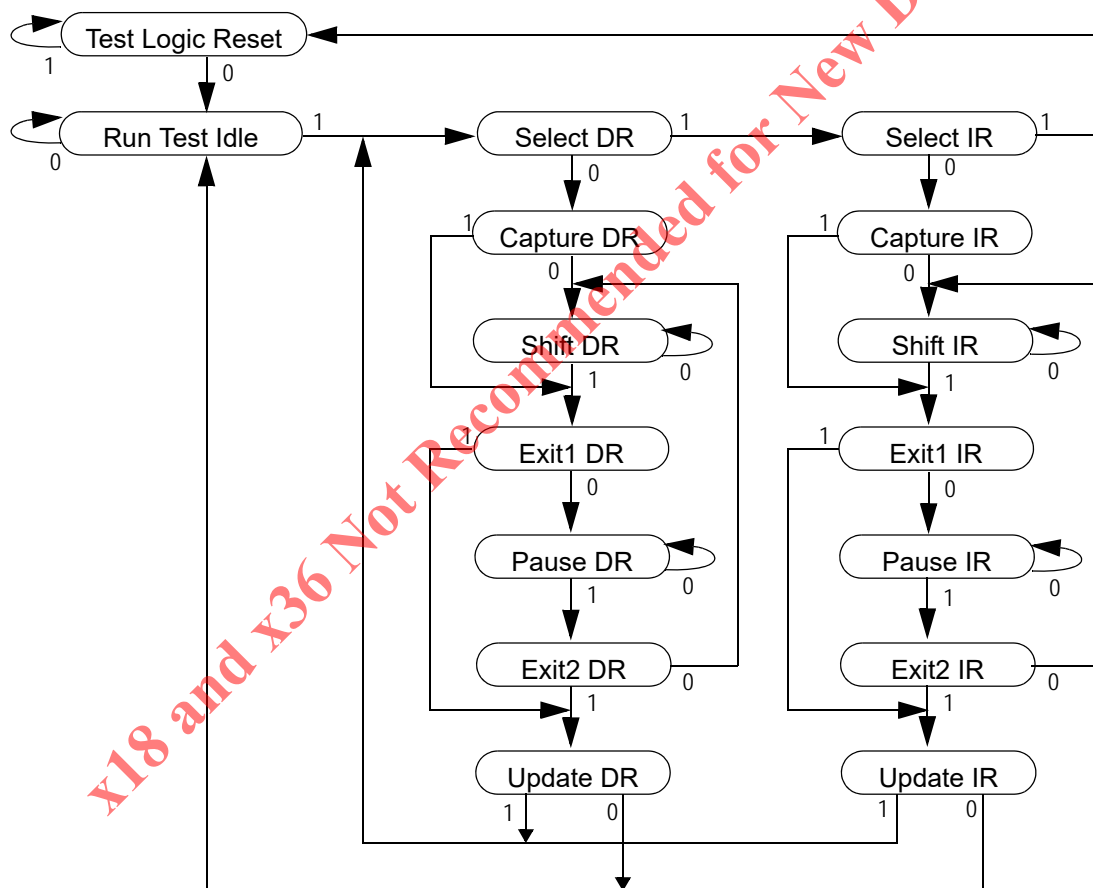 Test Logic Reset
1
0
Run Test Idle
0
1
Select DR
1
0
Select IR
1
0
Capture DR
1
0
Capture IR
1
0
Shift DR
0
1
Shift IR
0
1
Exit1 DR
1
0
Exit1 IR
1
0
Pause DR
0
1
Pause IR
0
1
Exit2 DR
0
1
Exit2 IR
0
1
Update DR
1
0
Update IR
1
0
x18 and x36 Not Recommended for New D